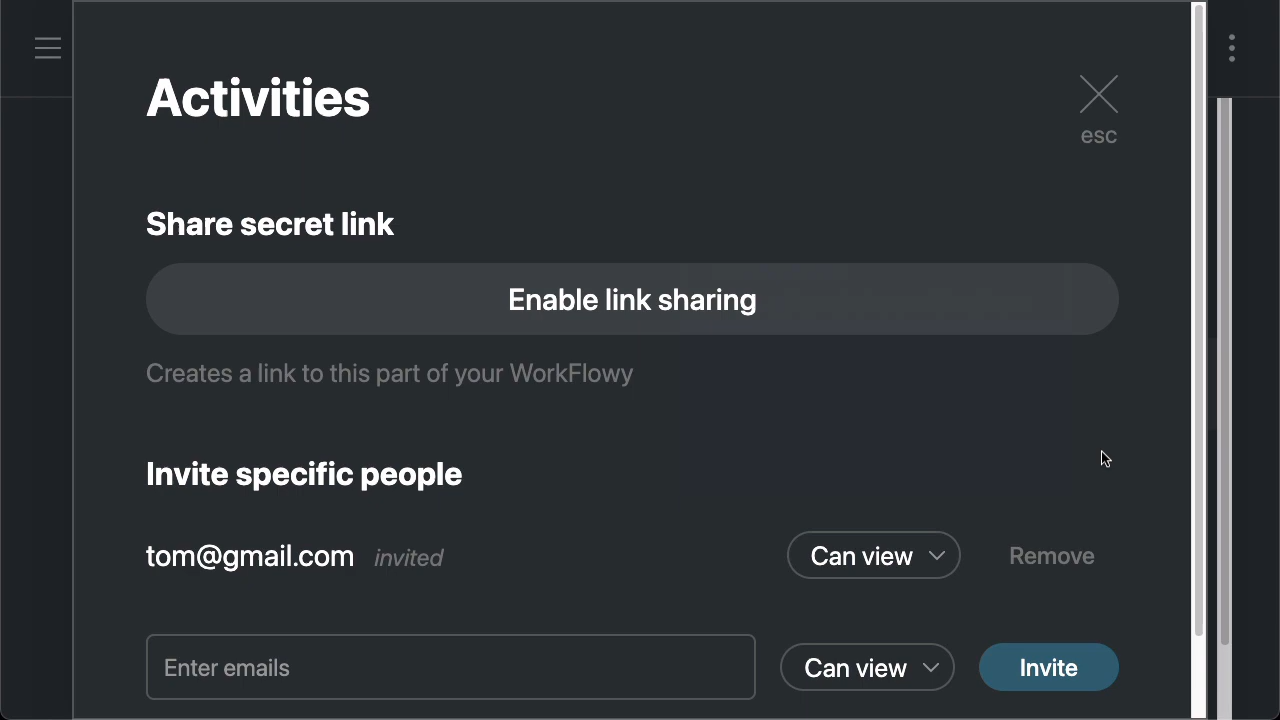 Activities
esc
Share secret link
Enable link sharing
Creates a link to this part of your WorkFlowy
Invite specific people
tom@gmail.com invited Can view Remove
Enter emails Can view Invite